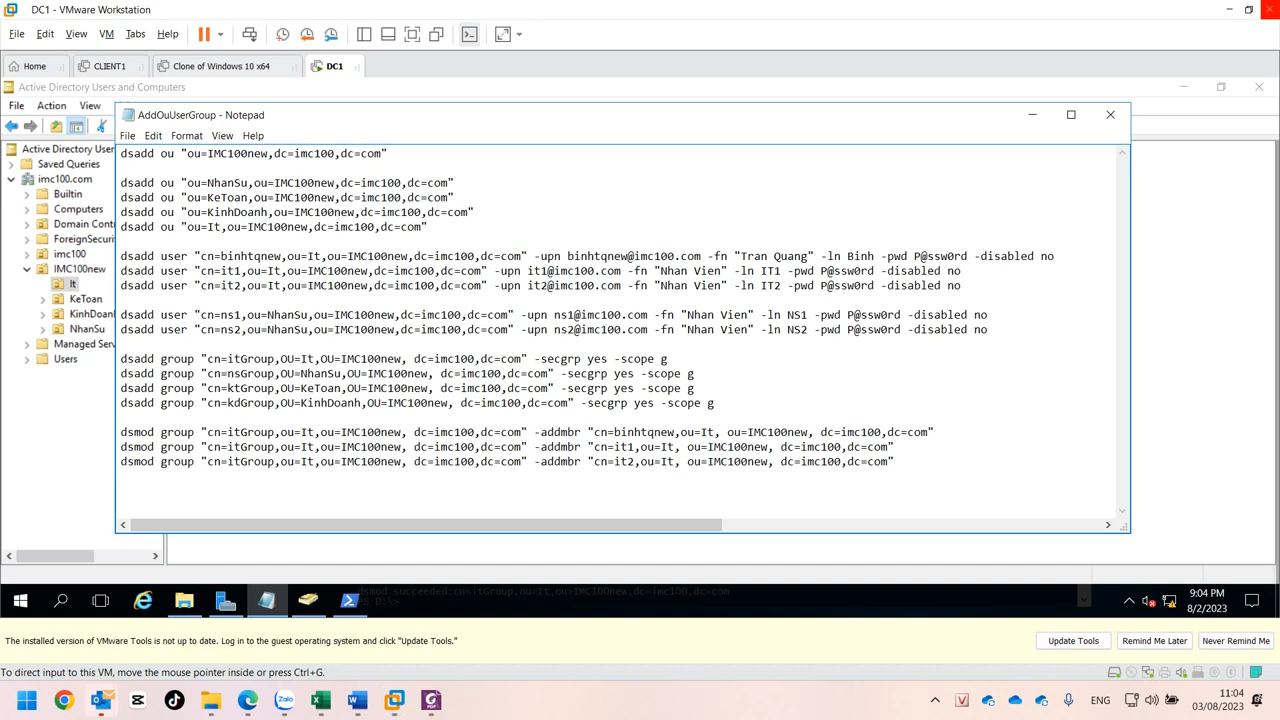 DC1 - VMware Workstation
File Edit View VM Tabs Help
Home CLIENT1 Clone of Windows 10 x64 DC1
Active Directory Users and Computers
File Action View
AddOuUserGroup - Notepad
File Edit Format View Help
Active Directory User
Saved Queries
imc100.com
Builtin
Computers
Domain Contr
ForeignSecurit
imc100
IMC100new
It
KeToan
KinhDoanh
NhanSu
Managed Serv
Users
dsadd ou "ou=IMC100new,dc=imc100,dc=com"
dsadd ou "ou=NhanSu,ou=IMC100new,dc=imc100,dc=com"
dsadd ou "ou=KeToan,ou=IMC100new,dc=imc100,dc=com"
dsadd ou "ou=KinhDoanh,ou=IMC100new,dc=imc100,dc=com"
dsadd ou "ou=It,ou=IMC100new,dc=imc100,dc=com"
dsadd user "cn=binhtqnew,ou=It,ou=IMC100new,dc=imc100,dc=com" -upn binhtqnew@imc100.com -fn "Tran Quang" -ln Binh -pwd P@ssw0rd -disabled no
dsadd user "cn=it1,ou=It,ou=IMC100new,dc=imc100,dc=com" -upn it1@imc100.com -fn "Nhan Vien" -ln IT1 -pwd P@ssw0rd -disabled no
dsadd user "cn=it2,ou=It,ou=IMC100new,dc=imc100,dc=com" -upn it2@imc100.com -fn "Nhan Vien" -ln IT2 -pwd P@ssw0rd -disabled no
dsadd user "cn=ns1,ou=NhanSu,ou=IMC100new,dc=imc100,dc=com" -upn ns1@imc100.com -fn "Nhan Vien" -ln NS1 -pwd P@ssw0rd -disabled no
dsadd user "cn=ns2,ou=NhanSu,ou=IMC100new,dc=imc100,dc=com" -upn ns2@imc100.com -fn "Nhan Vien" -ln NS2 -pwd P@ssw0rd -disabled no
dsadd group "cn=itGroup,OU=It,OU=IMC100new, dc=imc100,dc=com" -secgrp yes -scope g
dsadd group "cn=nsGroup,OU=NhanSu,OU=IMC100new, dc=imc100,dc=com" -secgrp yes -scope g
dsadd group "cn=ktGroup,OU=KeToan,OU=IMC100new, dc=imc100,dc=com" -secgrp yes -scope g
dsadd group "cn=kdGroup,OU=KinhDoanh,OU=IMC100new, dc=imc100,dc=com" -secgrp yes -scope g
dsmod group "cn=itGroup,ou=It,ou=IMC100new, dc=imc100,dc=com" -addmbr "cn=binhtqnew,ou=It, ou=IMC100new, dc=imc100,dc=com"
dsmod group "cn=itGroup,ou=It,ou=IMC100new, dc=imc100,dc=com" -addmbr "cn=it1,ou=It, ou=IMC100new, dc=imc100,dc=com"
dsmod group "cn=itGroup,ou=It,ou=IMC100new, dc=imc100,dc=com" -addmbr "cn=it2,ou=It, ou=IMC100new, dc=imc100,dc=com"
dsmod succeeded:cn=itGroup,ou=It,ou=IMC100new,dc=imc100,dc=com
PS D:\>
9:04 PM
8/2/2023
The installed version of VMware Tools is not up to date. Log in to the guest operating system and click "Update Tools."
Update Tools Remind Me Later Never Remind Me
To direct input to this VM, move the mouse pointer inside or press Ctrl+G.
ENG
11:04
03/08/2023